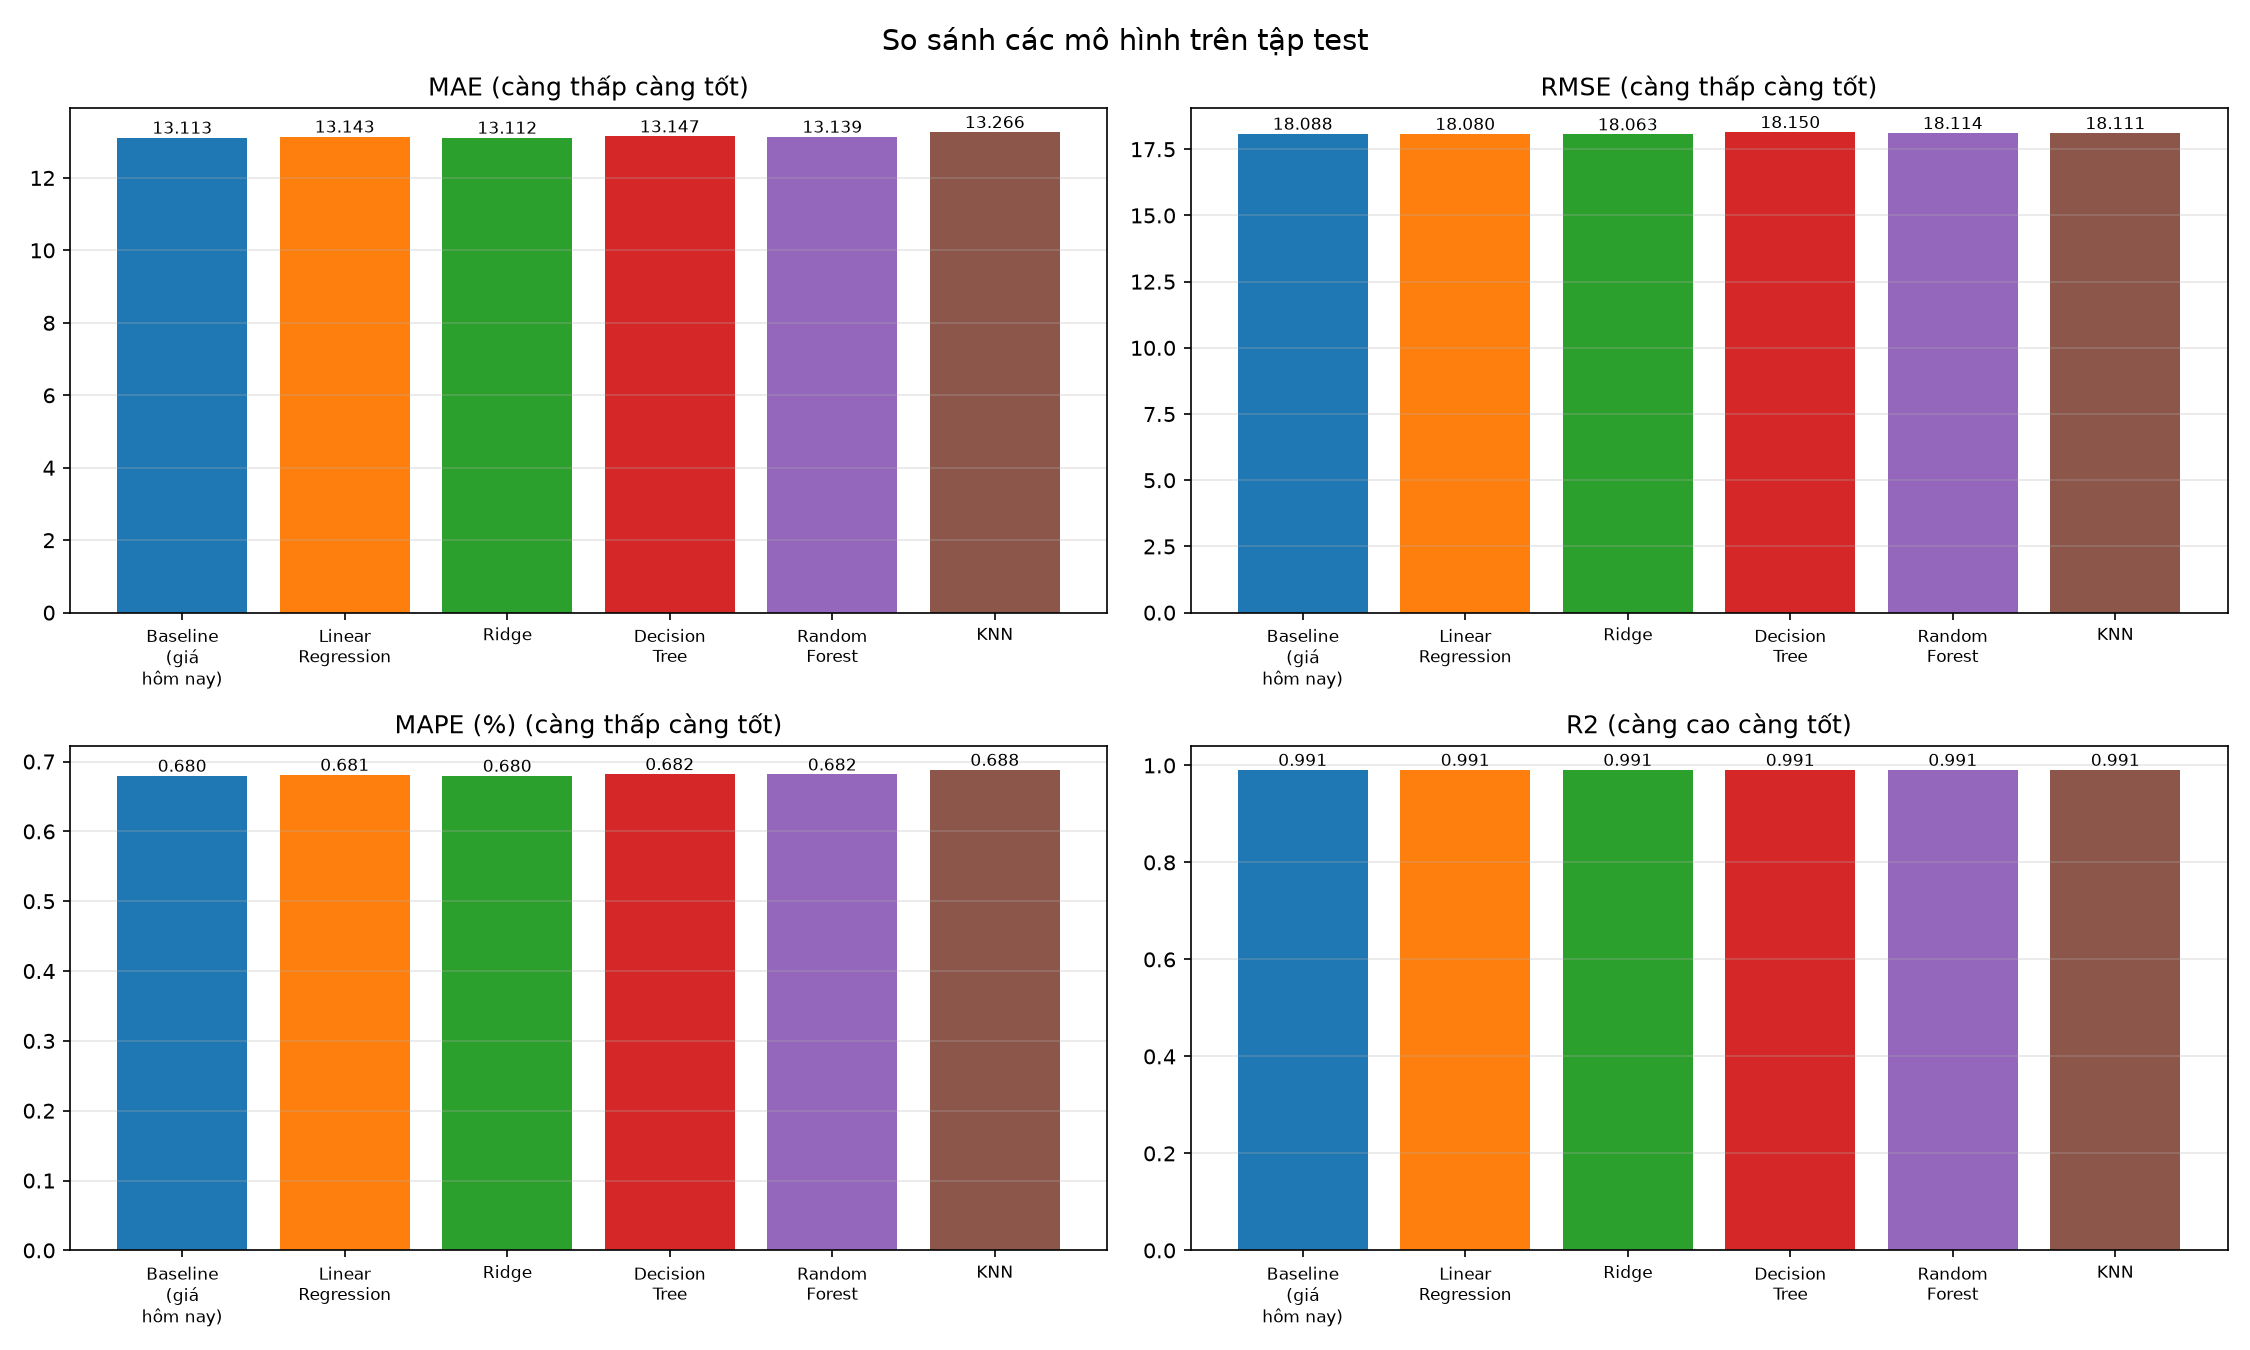 So sánh các mô hình trên tập test
MAE (càng thấp càng tốt)
13.113 13.143 13.112 13.147 13.139 13.266
12
10
8
6
4
2
0
Baseline
(giá
hôm nay)
Linear
Regression
Ridge
Decision
Tree
Random
Forest
KNN
RMSE (càng thấp càng tốt)
18.088 18.080 18.063 18.150 18.114 18.111
17.5
15.0
12.5
10.0
7.5
5.0
2.5
0.0
Baseline
(giá
hôm nay)
Linear
Regression
Ridge
Decision
Tree
Random
Forest
KNN
MAPE (%) (càng thấp càng tốt)
0.680 0.681 0.680 0.682 0.682 0.688
0.7
0.6
0.5
0.4
0.3
0.2
0.1
0.0
Baseline
(giá
hôm nay)
Linear
Regression
Ridge
Decision
Tree
Random
Forest
KNN
R2 (càng cao càng tốt)
0.991 0.991 0.991 0.991 0.991 0.991
1.0
0.8
0.6
0.4
0.2
0.0
Baseline
(giá
hôm nay)
Linear
Regression
Ridge
Decision
Tree
Random
Forest
KNN